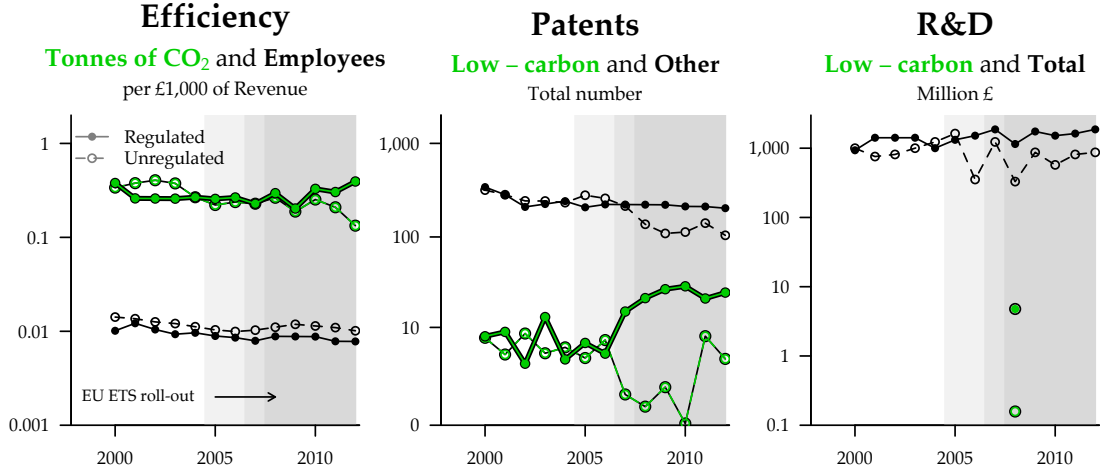 Efficiency
Tonnes of CO₂ and Employees
per £1,000 of Revenue
Regulated
Unregulated
1
0.1
0.01
0.001
EU ETS roll-out
2000 2005 2010
Patents
Low – carbon and Other
Total number
1,000
100
10
0
2000 2005 2010
R&D
Low – carbon and Total
Million £
1,000
100
10
1
0.1
2000 2005 2010